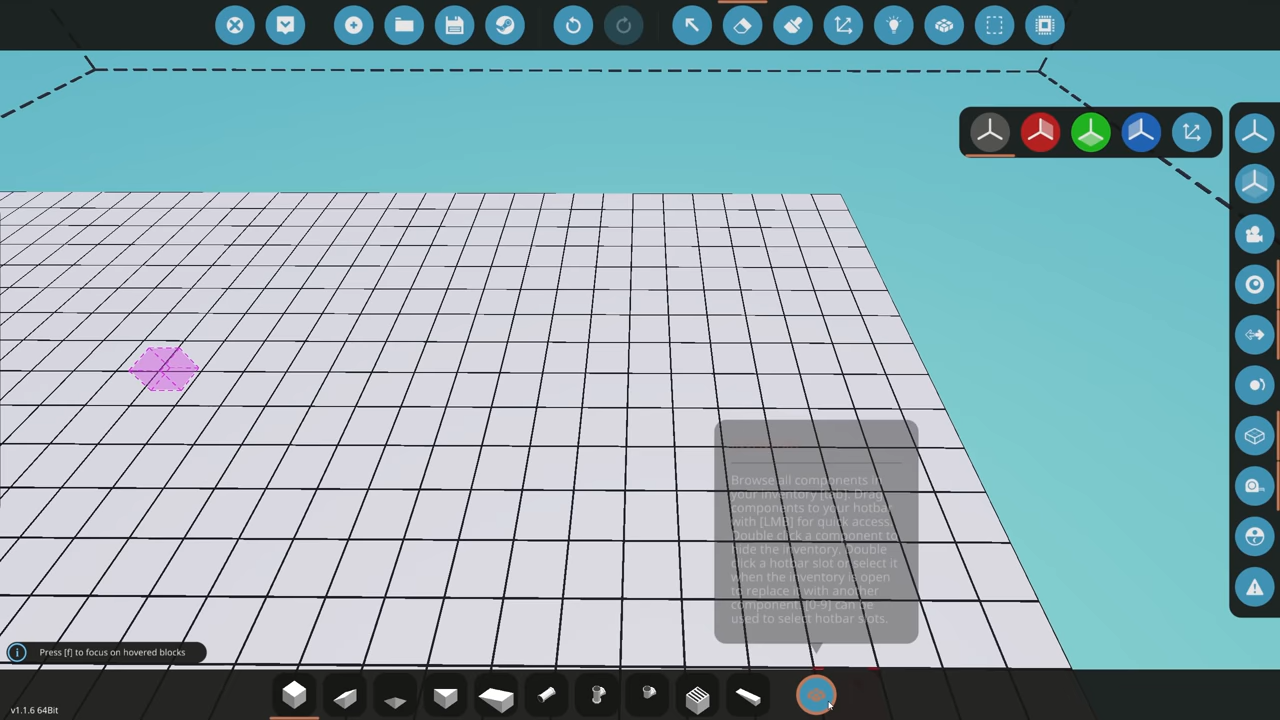 Browse all components in
your inventory [tab]. Drag
components to your hotbar
with [LMB] for quick access.
Double click a component to
hide the inventory. Double
click a hotbar slot or select it
when the inventory is open
to replace it with another
component. [0-9] can be
used to select hotbar slots.
Press [f] to focus on hovered blocks
v1.1.6 64Bit